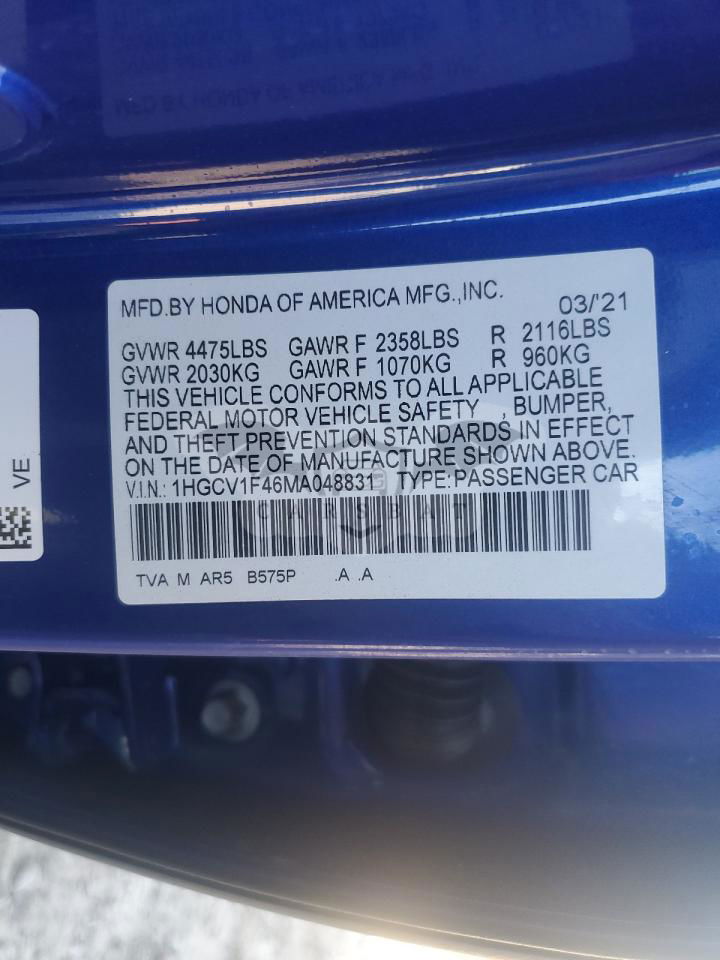 MFD.BY HONDA OF AMERICA MFG.,INC. 03/'21
GVWR 4475LBS GAWR F 2358LBS R 2116LBS
GVWR 2030KG GAWR F 1070KG R 960KG
THIS VEHICLE CONFORMS TO ALL APPLICABLE
FEDERAL MOTOR VEHICLE SAFETY , BUMPER,
AND THEFT PREVENTION STANDARDS IN EFFECT
ON THE DATE OF MANUFACTURE SHOWN ABOVE.
V.I.N.: 1HGCV1F46MA048831 TYPE:PASSENGER CAR
CARSBAT
TVA M AR5 B575P .A .A
VE